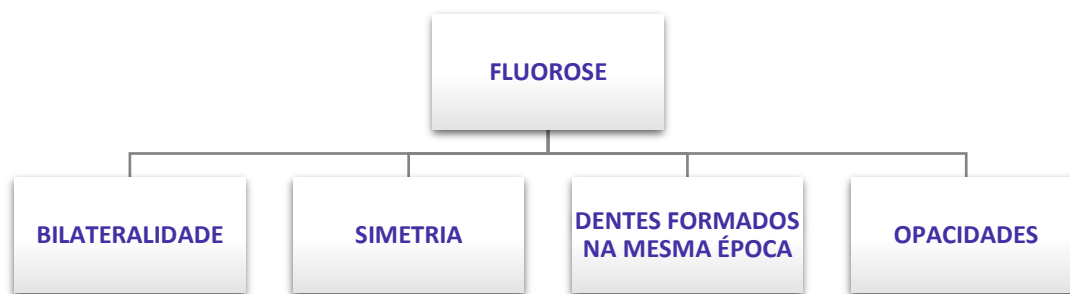 FLUOROSE
BILATERALIDADE
SIMETRIA
DENTES FORMADOS
NA MESMA ÉPOCA
OPACIDADES